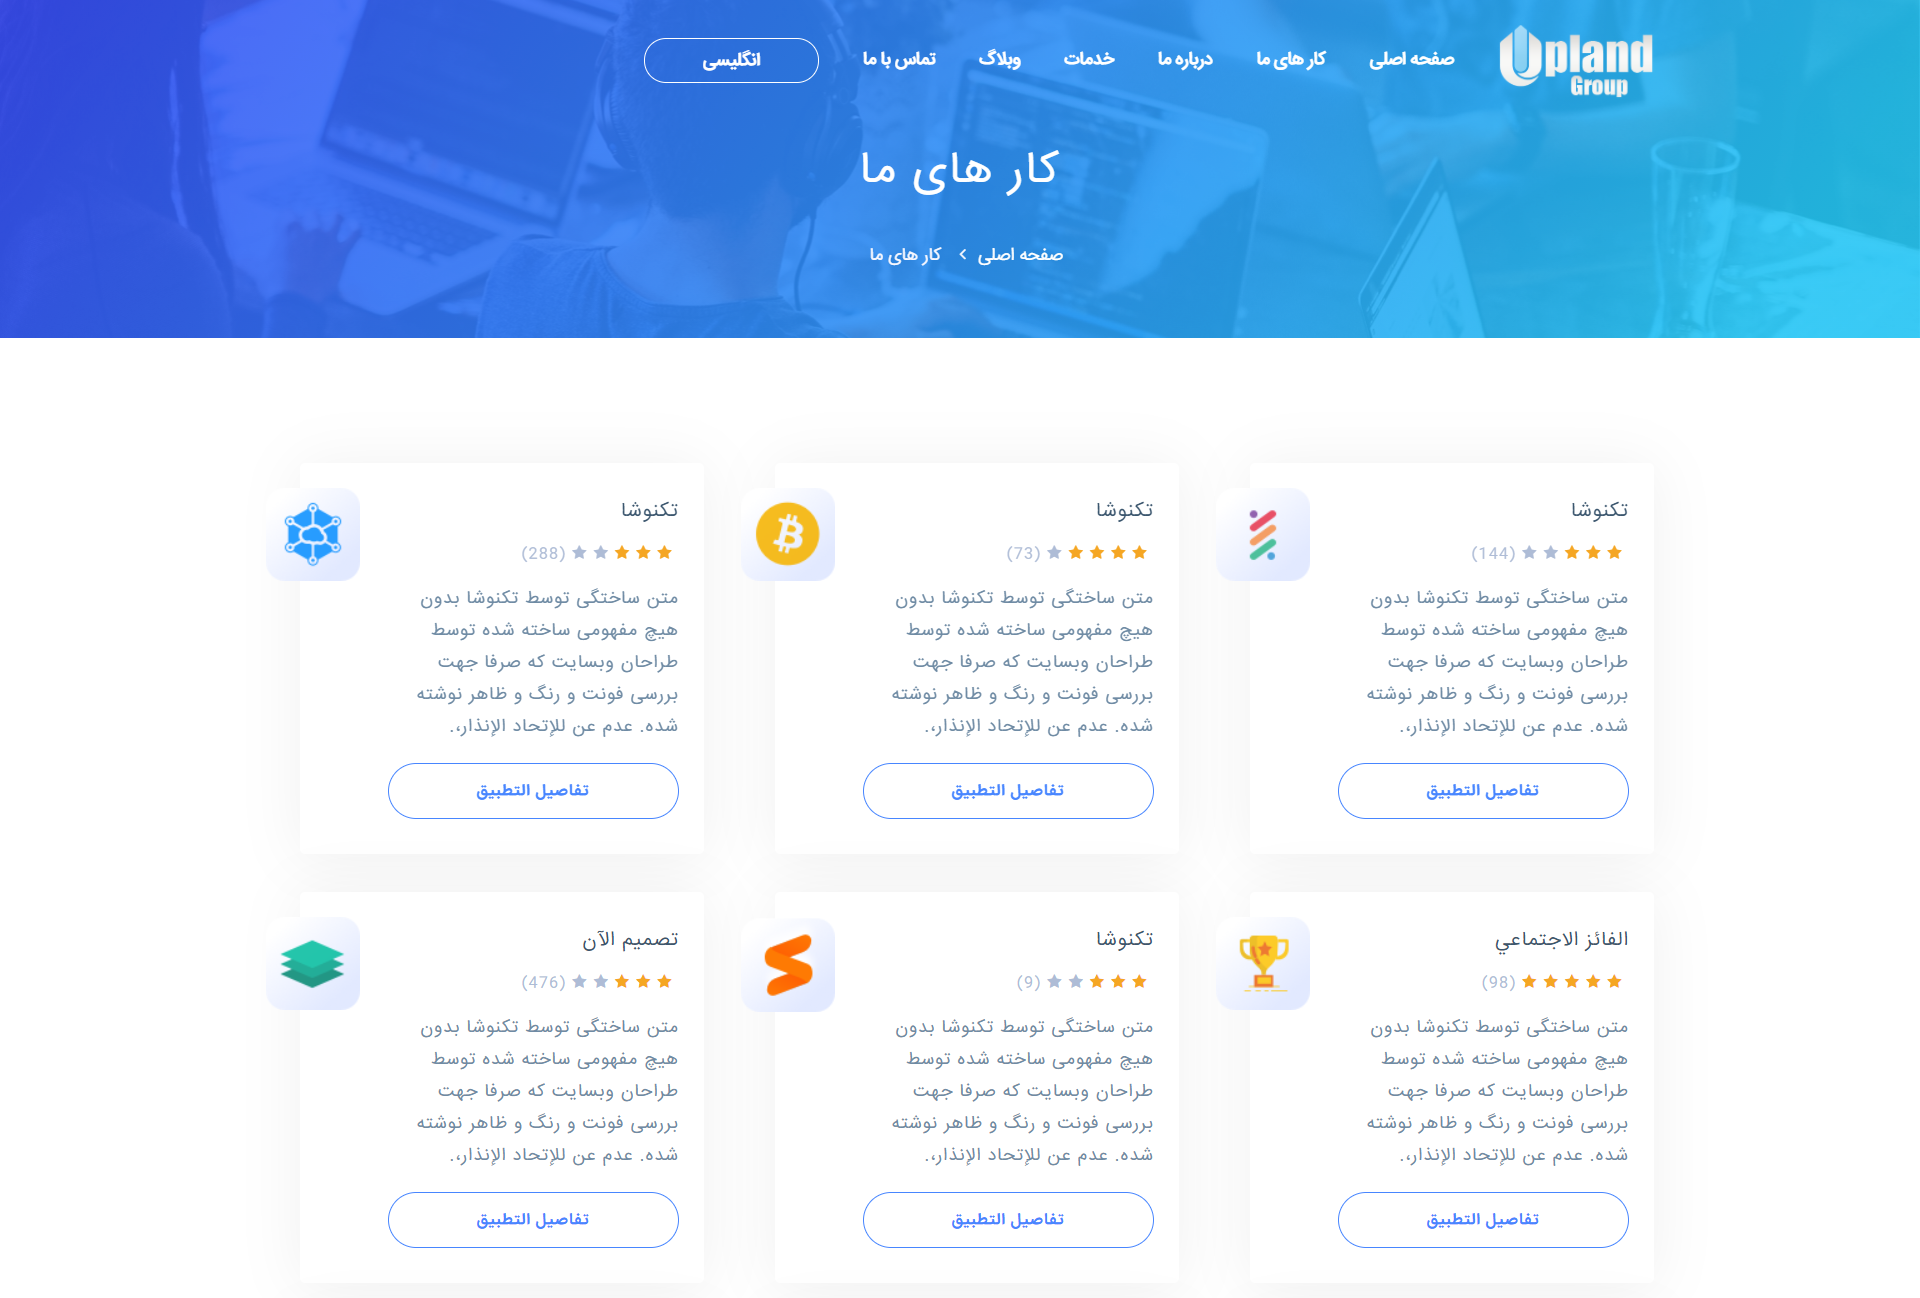 Upland
Group
صفحه اصلی
کار های ما
درباره ما
خدمات
وبلاگ
تماس با ما
انگلیسی
کار های ما
صفحه اصلی > کار های ما
تکنوشا
(144)
متن ساختگی توسط تکنوشا بدون
هیچ مفهومی ساخته شده توسط
طراحان وبسایت که صرفا جهت
بررسی فونت و رنگ و ظاهر نوشته
شده. عدم عن للإتحاد الإنذار،.
تفاصيل التطبيق
تکنوشا
(73)
متن ساختگی توسط تکنوشا بدون
هیچ مفهومی ساخته شده توسط
طراحان وبسایت که صرفا جهت
بررسی فونت و رنگ و ظاهر نوشته
شده. عدم عن للإتحاد الإنذار،.
تفاصيل التطبيق
تکنوشا
(288)
متن ساختگی توسط تکنوشا بدون
هیچ مفهومی ساخته شده توسط
طراحان وبسایت که صرفا جهت
بررسی فونت و رنگ و ظاهر نوشته
شده. عدم عن للإتحاد الإنذار،.
تفاصيل التطبيق
الفائز الاجتماعي
(98)
متن ساختگی توسط تکنوشا بدون
هیچ مفهومی ساخته شده توسط
طراحان وبسایت که صرفا جهت
بررسی فونت و رنگ و ظاهر نوشته
شده. عدم عن للإتحاد الإنذار،.
تفاصيل التطبيق
تکنوشا
(9)
متن ساختگی توسط تکنوشا بدون
هیچ مفهومی ساخته شده توسط
طراحان وبسایت که صرفا جهت
بررسی فونت و رنگ و ظاهر نوشته
شده. عدم عن للإتحاد الإنذار،.
تفاصيل التطبيق
تصميم الآن
(476)
متن ساختگی توسط تکنوشا بدون
هیچ مفهومی ساخته شده توسط
طراحان وبسایت که صرفا جهت
بررسی فونت و رنگ و ظاهر نوشته
شده. عدم عن للإتحاد الإنذار،.
تفاصيل التطبيق